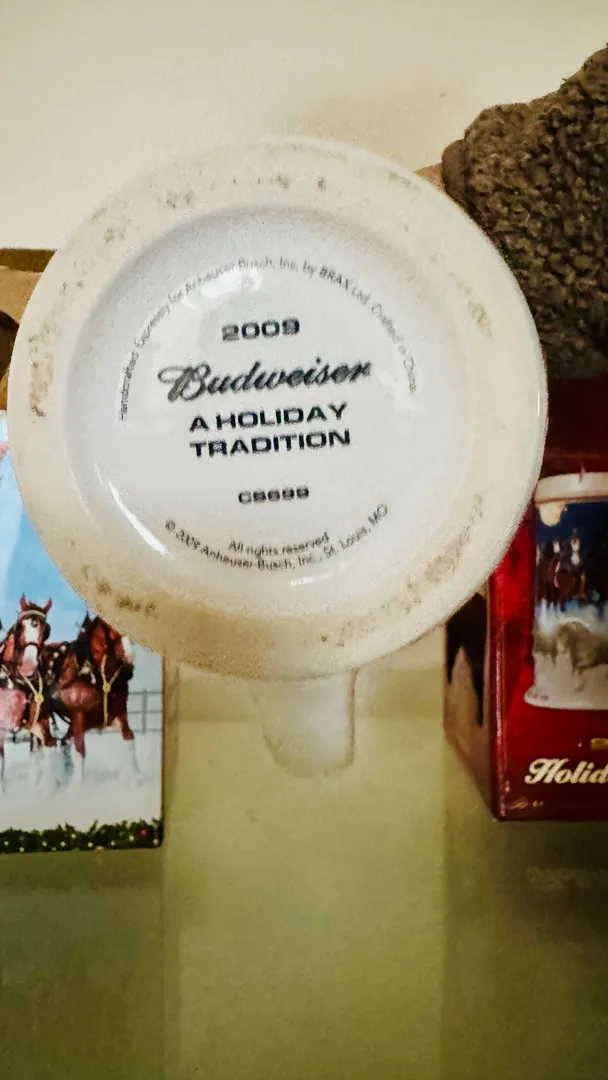 Handcrafted Expressly for Anheuser-Busch, Inc. by BRAX Ltd. Crafted in China.
2009
Budweiser
A HOLIDAY
TRADITION
CS699
All rights reserved
© 2009 Anheuser-Busch, Inc., St. Louis, MO
Holid